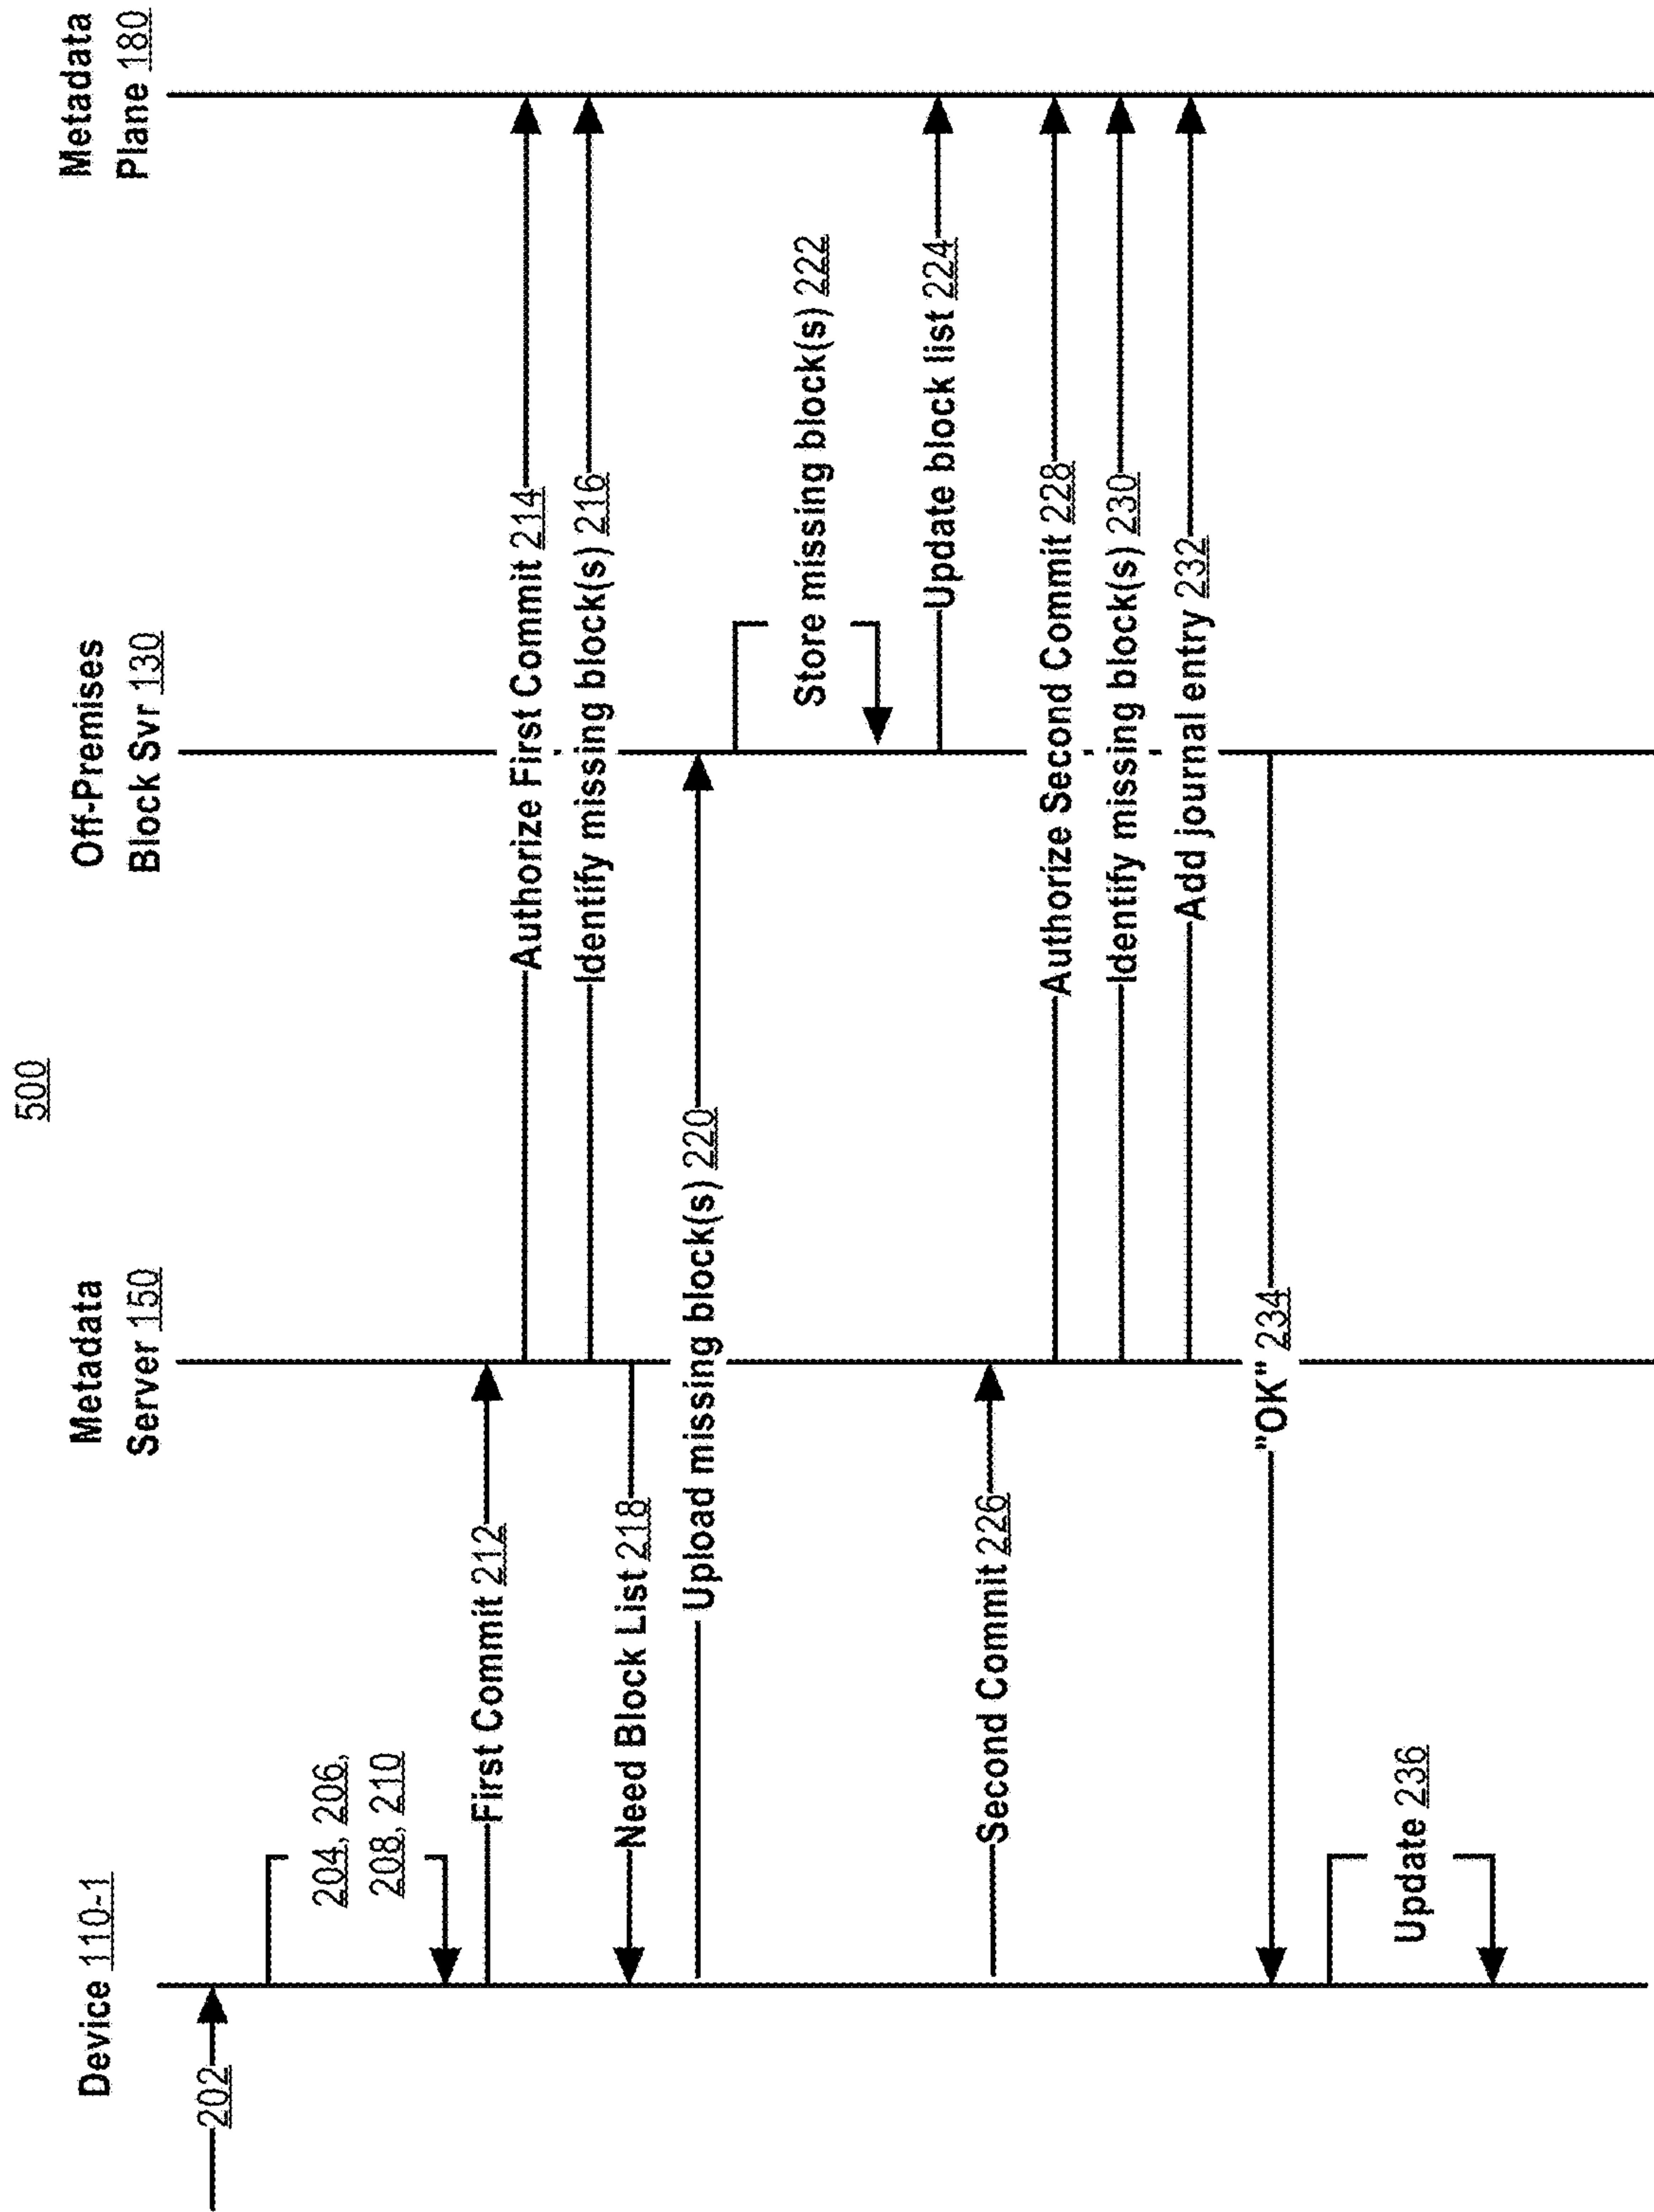 500
Device 110-1
Metadata
Server 150
Off-Premises
Block Svr 130
Metadata
Plane 180
202
204, 206,
208, 210
First Commit 212
Authorize First Commit 214
Identify missing block(s) 216
Need Block List 218
Upload missing block(s) 220
Store missing block(s) 222
Update block list 224
Second Commit 226
Authorize Second Commit 228
Identify missing block(s) 230
Add journal entry 232
"OK" 234
Update 236